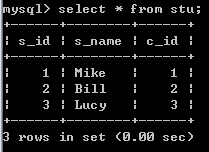 mysql> select * from stu;
+------+--------+------+
¦ s_id ¦ s_name ¦ c_id ¦
+------+--------+------+
¦    1 ¦ Mike   ¦    1 ¦
¦    2 ¦ Bill   ¦    2 ¦
¦    3 ¦ Lucy   ¦    3 ¦
+------+--------+------+
3 rows in set (0.00 sec)